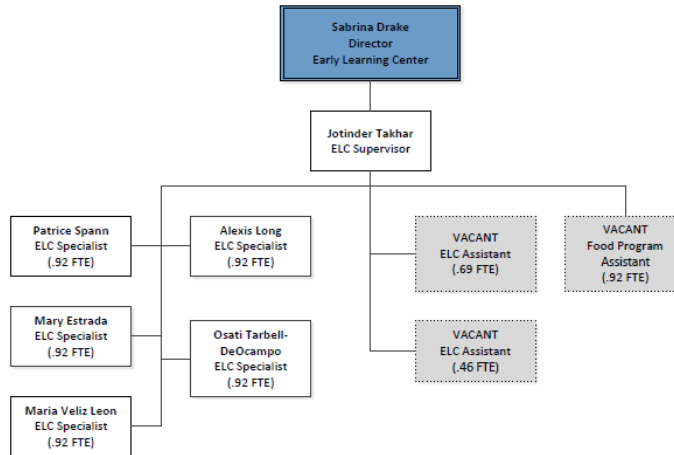 Sabrina Drake
Director
Early Learning Center
Jotinder Takhar
ELC Supervisor
Patrice Spann
ELC Specialist
(.92 FTE)
Alexis Long
ELC Specialist
(.92 FTE)
VACANT
ELC Assistant
(.69 FTE)
VACANT
Food Program
Assistant
(.92 FTE)
Mary Estrada
ELC Specialist
(.92 FTE)
Osati Tarbell-
DeOcampo
ELC Specialist
(.92 FTE)
VACANT
ELC Assistant
(.46 FTE)
Maria Veliz Leon
ELC Specialist
(.92 FTE)